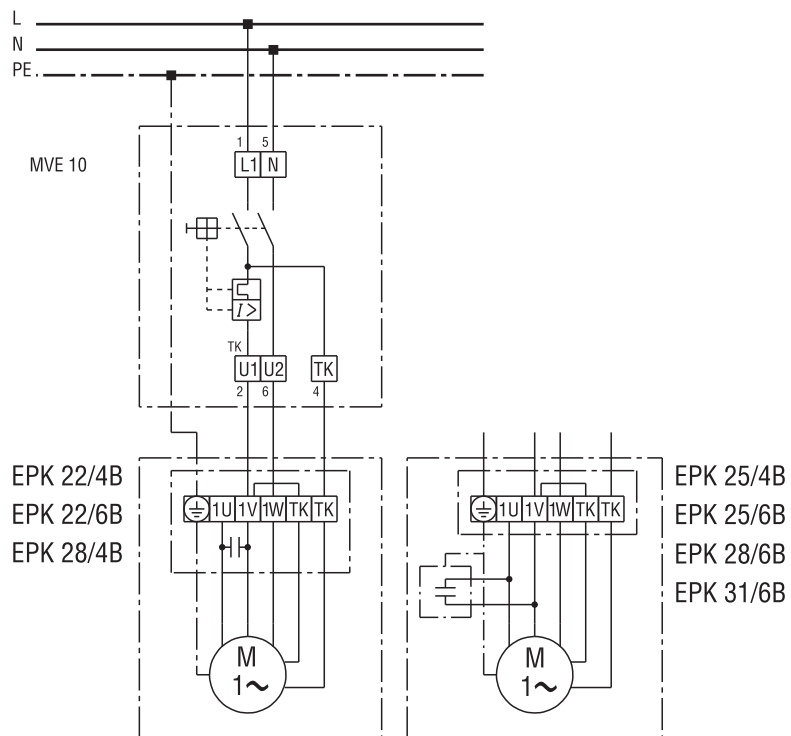 L
N
PE
MVE 10
1 5
L1 N
I >
TK
U1 U2 TK
2 6 4
EPK 22/4B
EPK 22/6B
EPK 28/4B
1U 1V 1W TK TK
M
1~
1U 1V 1W TK TK
M
1~
EPK 25/4B
EPK 25/6B
EPK 28/6B
EPK 31/6B